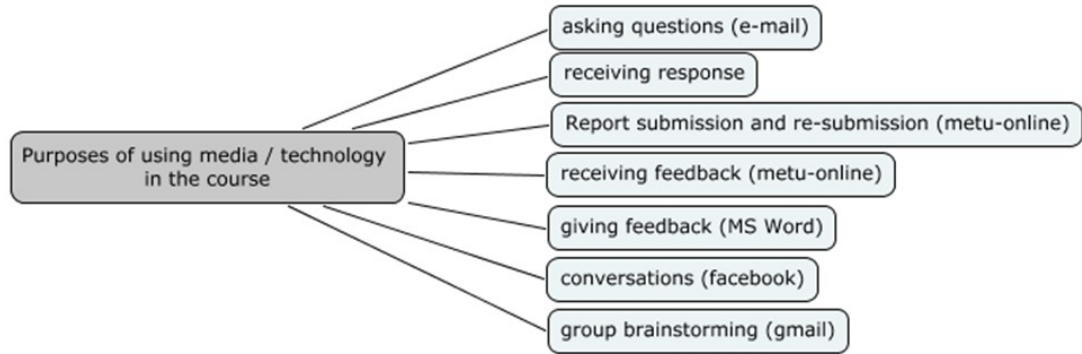 asking questions (e-mail)
receiving response
Report submission and re-submission (metu-online)
Purposes of using media / technology
in the course
receiving feedback (metu-online)
giving feedback (MS Word)
conversations (facebook)
group brainstorming (gmail)